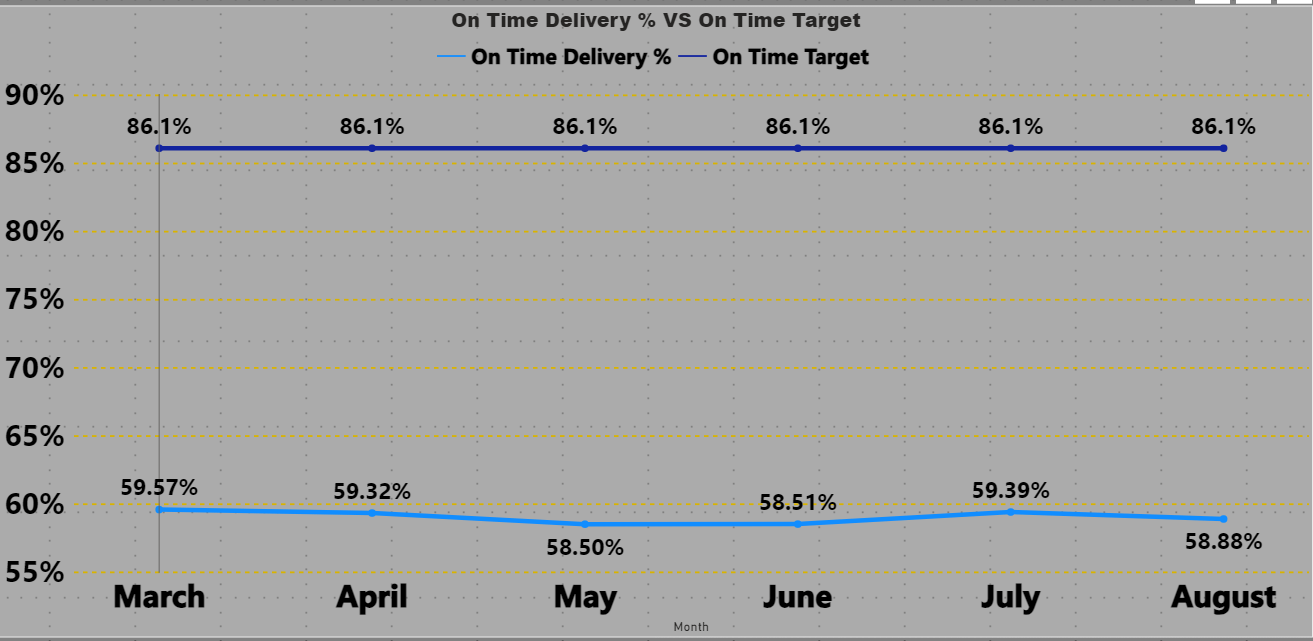 On Time Delivery % VS On Time Target
On Time Delivery % On Time Target
90%
86.1% 86.1% 86.1% 86.1% 86.1% 86.1%
85%
80%
75%
70%
65%
59.57% 59.32% 58.51% 59.39%
60%
58.50% 58.88%
55%
March April May June July August
Month